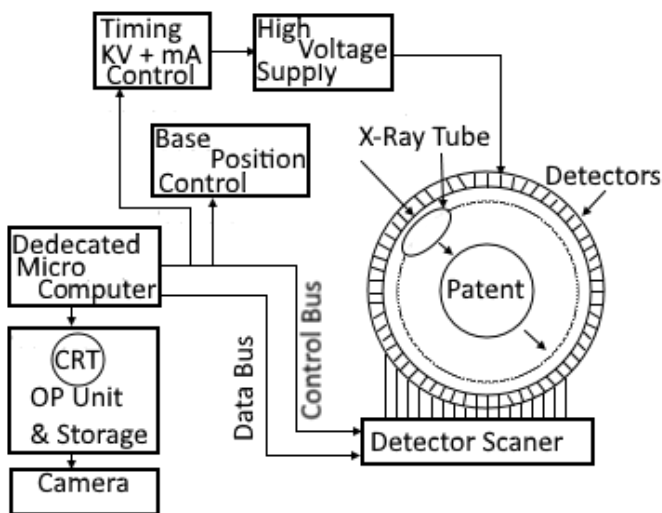 Timing
KV + mA
Control
High
Voltage
Supply
X-Ray Tube
Base
Position
Control
Detectors
Dedecated
Micro
Computer
Patent
CRT
OP Unit
& Storage
Data Bus
Control Bus
Detector Scaner
Camera